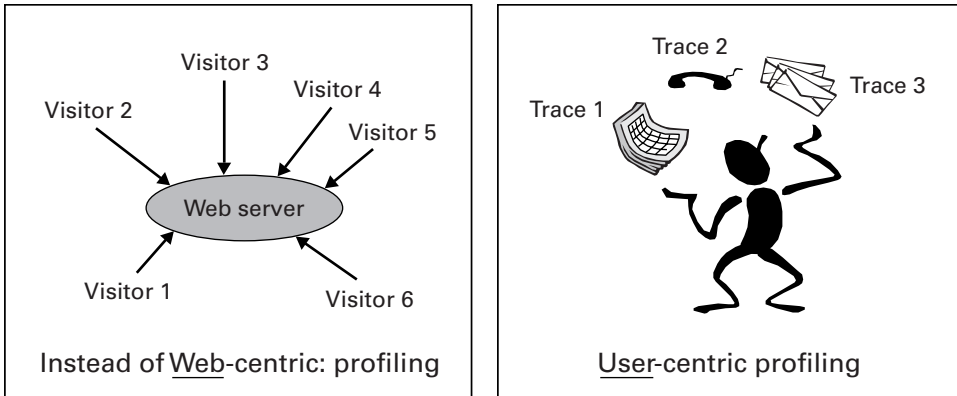 Visitor 3
Visitor 2
Visitor 4
Visitor 5
Web server
Visitor 1
Visitor 6
Instead of Web-centric: profiling
Trace 2
Trace 3
Trace 1
User-centric profiling